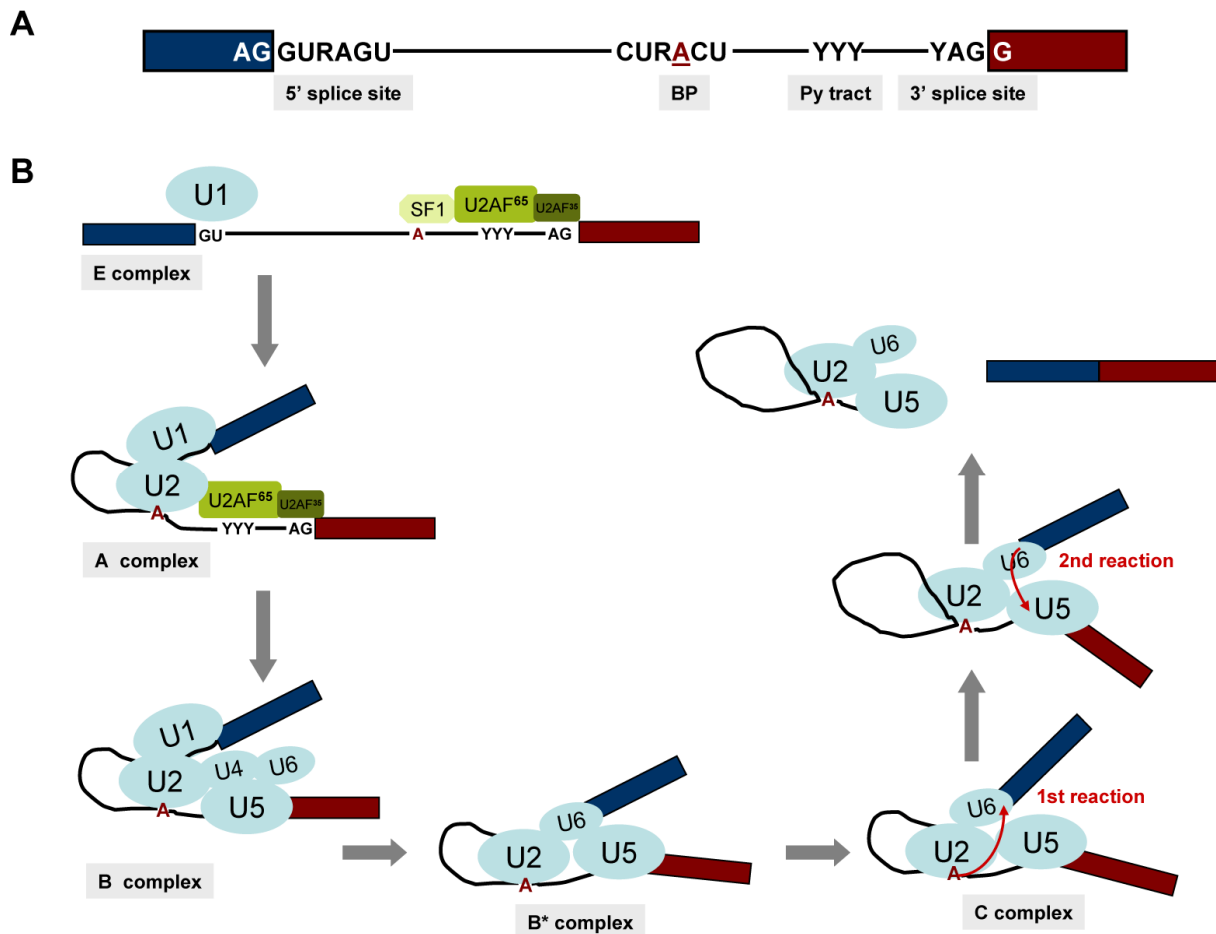 A
AG GURAGU CURACU YYY YAG G
5' splice site BP Py tract 3' splice site
B
U1
SF1 U2AF65 U2AF35
GU A YYY AG
E complex
U1
U2 U2AF65 U2AF35
A YYY AG
A complex
U1
U2 U4 U6
A U5
B complex
U6
U2 U5
A
B* complex
U6 1st reaction
U2 U5
A
C complex
U6 2nd reaction
U2 U5
A
U6
U2
A U5